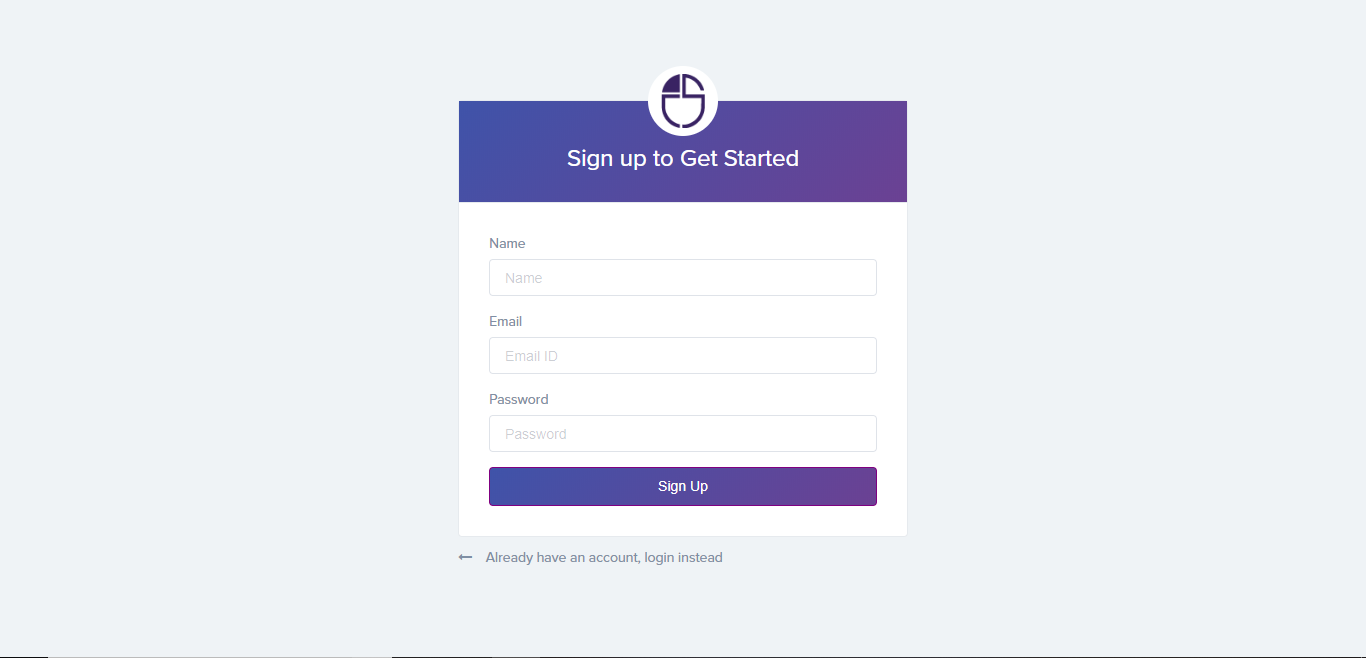 Sign up to Get Started
Name
Name
Email
Email ID
Password
Password
Sign Up
Already have an account, login instead